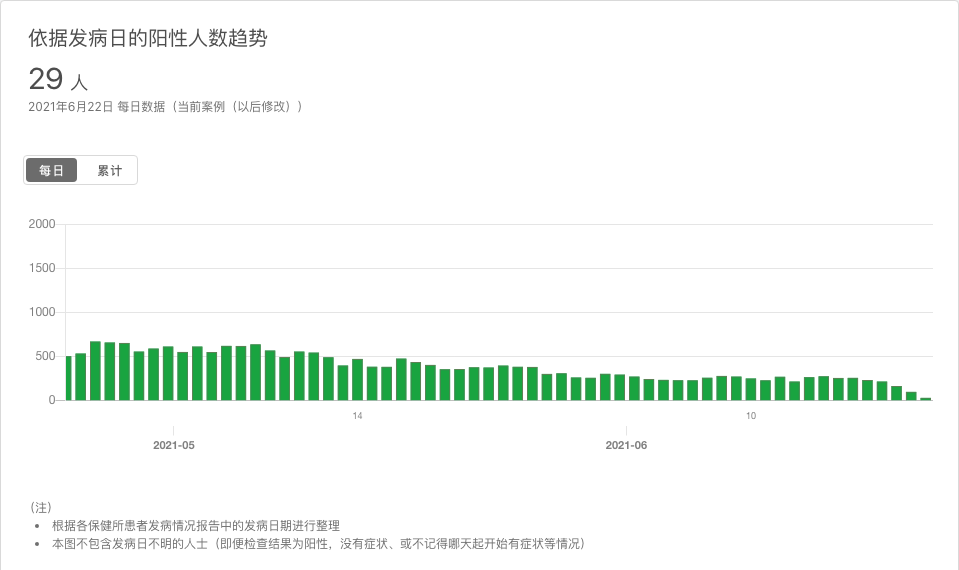 依据发病日的阳性人数趋势
29 人
2021年6月22日 每日数据（当前案例（以后修改））
每日 累计
2000
1500
1000
500
0
14 10
2021-05 2021-06
（注）
• 根据各保健所患者发病情况报告中的发病日期进行整理
• 本图不包含发病日不明的人士（即便检查结果为阳性，没有症状、或不记得哪天起开始有症状等情况）